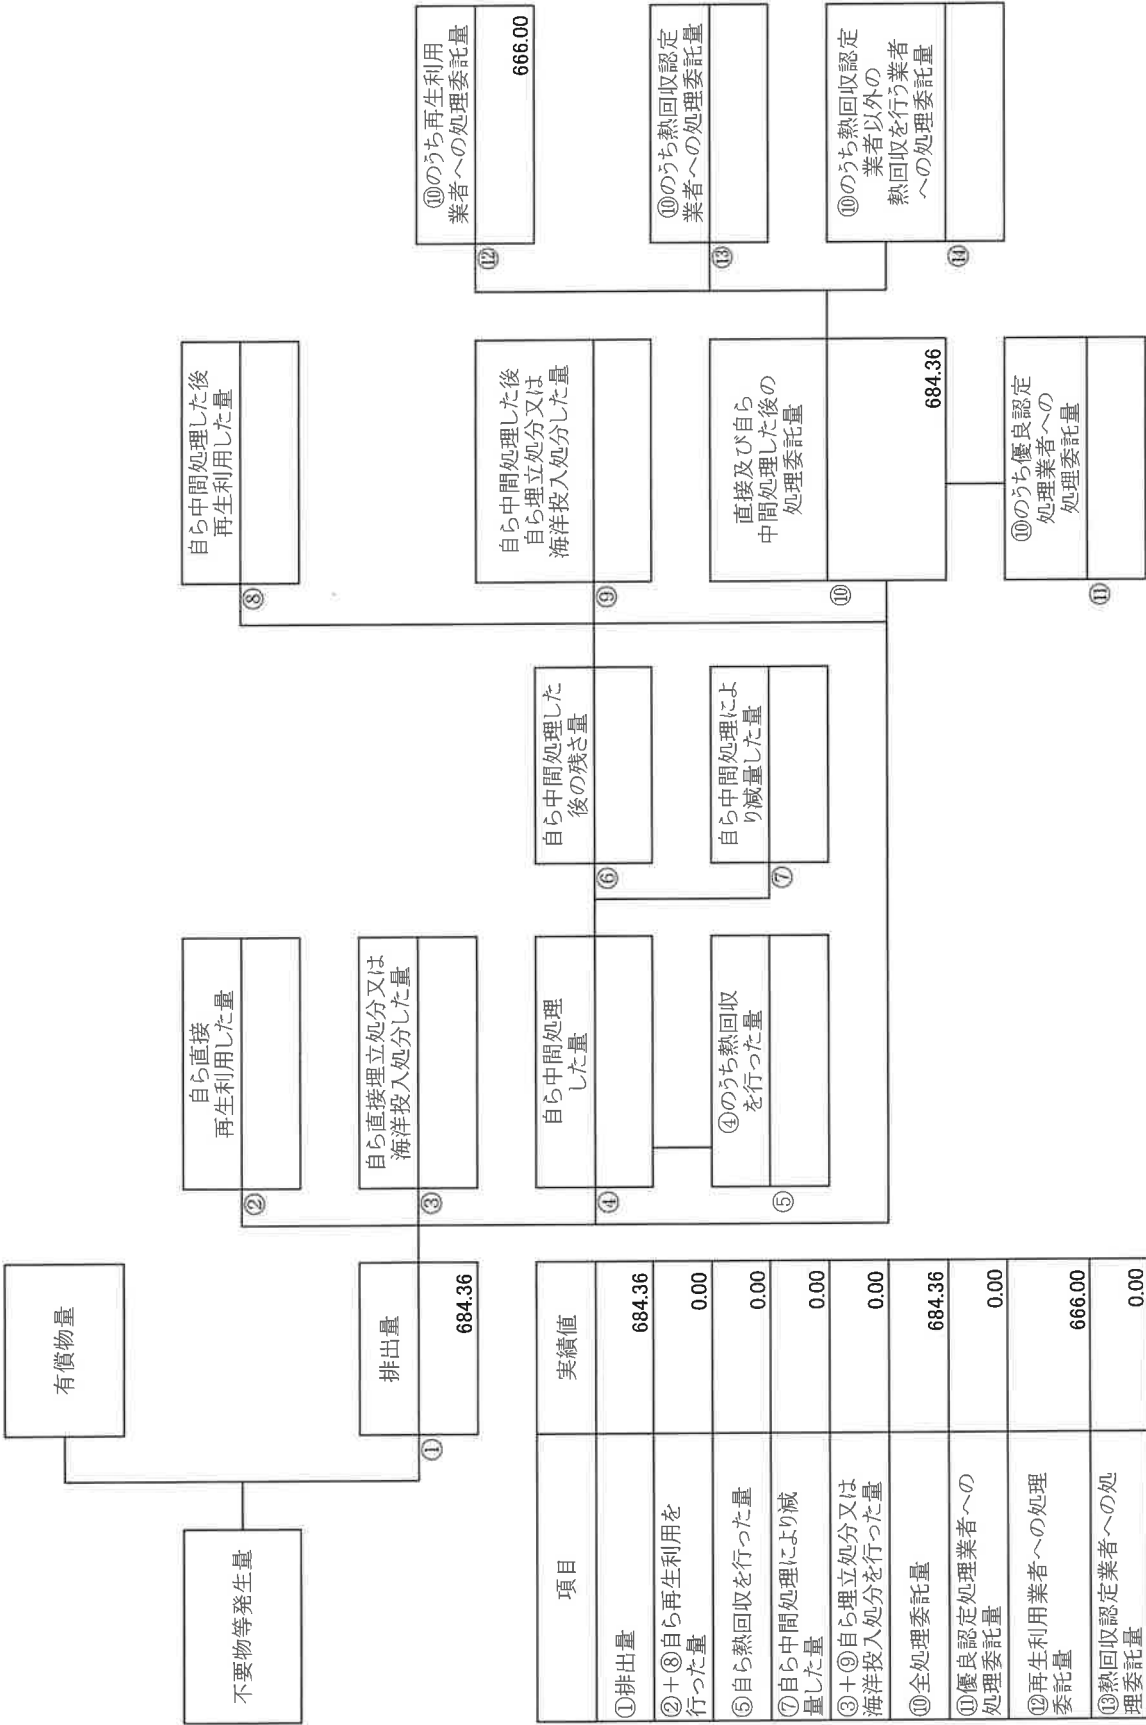 不要物等発生量
有償物量
①
排出量
684.36
②
自ら直接
再生利用した量
③
自ら直接埋立処分又は
海洋投入処分した量
④
自ら中間処理
した量
⑤
④のうち熱回収
を行った量
⑥
自ら中間処理した
後の残さ量
⑦
自ら中間処理によ
り減量した量
⑧
自ら中間処理した後
再生利用した量
⑨
自ら中間処理した後
自ら埋立処分又は
海洋投入処分した量
⑩
直接及び自ら
中間処理した後の
処理委託量
684.36
⑪
⑩のうち優良認定
処理業者への
処理委託量
⑫
⑩のうち再生利用
業者への処理委託量
666.00
⑬
⑩のうち熱回収認定
業者への処理委託量
⑭
⑩のうち熱回収認定
業者以外の
熱回収を行う業者
への処理委託量
項目 実績値
①排出量 684.36
②+⑧自ら再生利用を
行った量 0.00
⑤自ら熱回収を行った量 0.00
⑦自ら中間処理により減
量した量 0.00
③+⑨自ら埋立処分又は
海洋投入処分を行った量 0.00
⑩全処理委託量 684.36
⑪優良認定処理業者への
処理委託量 0.00
⑫再生利用業者への処理
委託量 666.00
⑬熱回収認定業者への処
理委託量 0.00